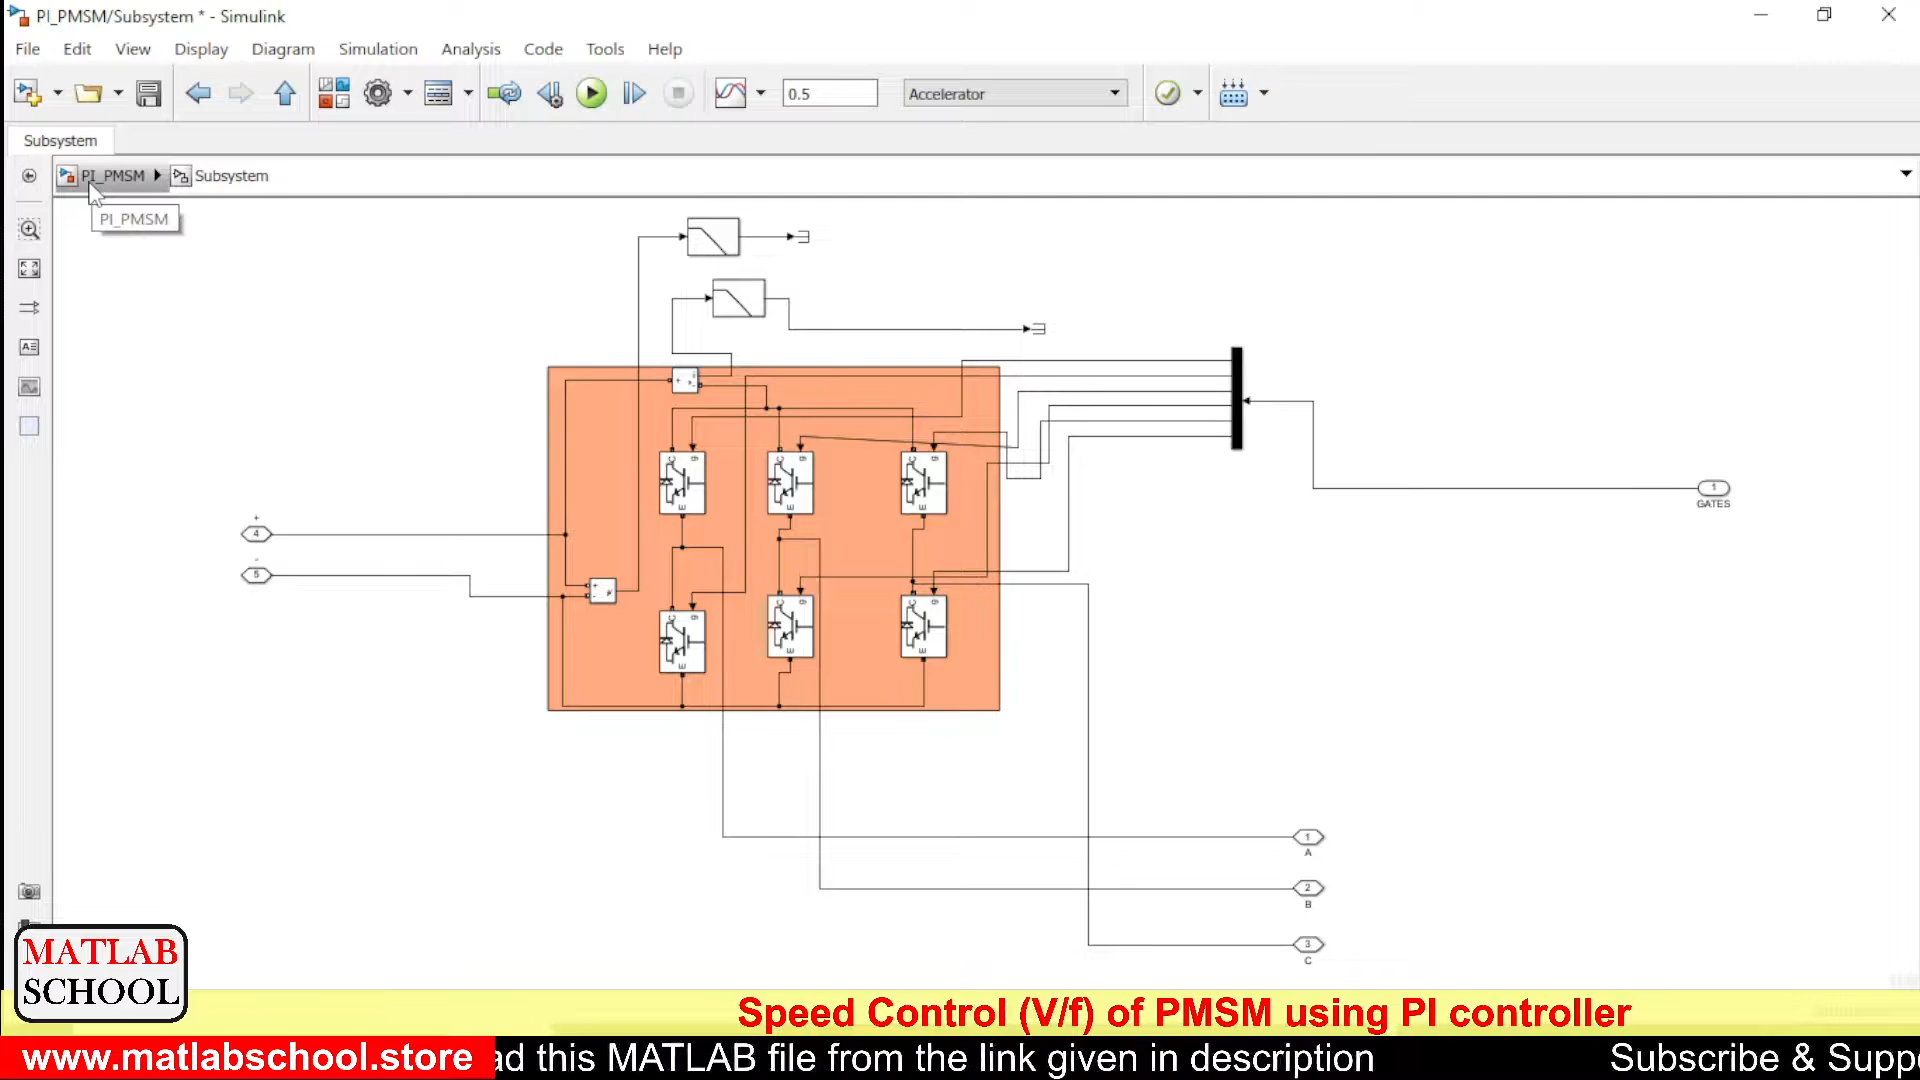 PI_PMSM/Subsystem * - Simulink
File Edit View Display Diagram Simulation Analysis Code Tools Help
0.5 Accelerator
Subsystem
PI_PMSM Subsystem
PI_PMSM
1
GATES
+
4
-
5
C g C g C g
E E E
C g C g C g
E E E
1
A
2
B
3
C
MATLAB
SCHOOL
Speed Control (V/f) of PMSM using PI controller
www.matlabschool.store ad this MATLAB file from the link given in description Subscribe & Supp